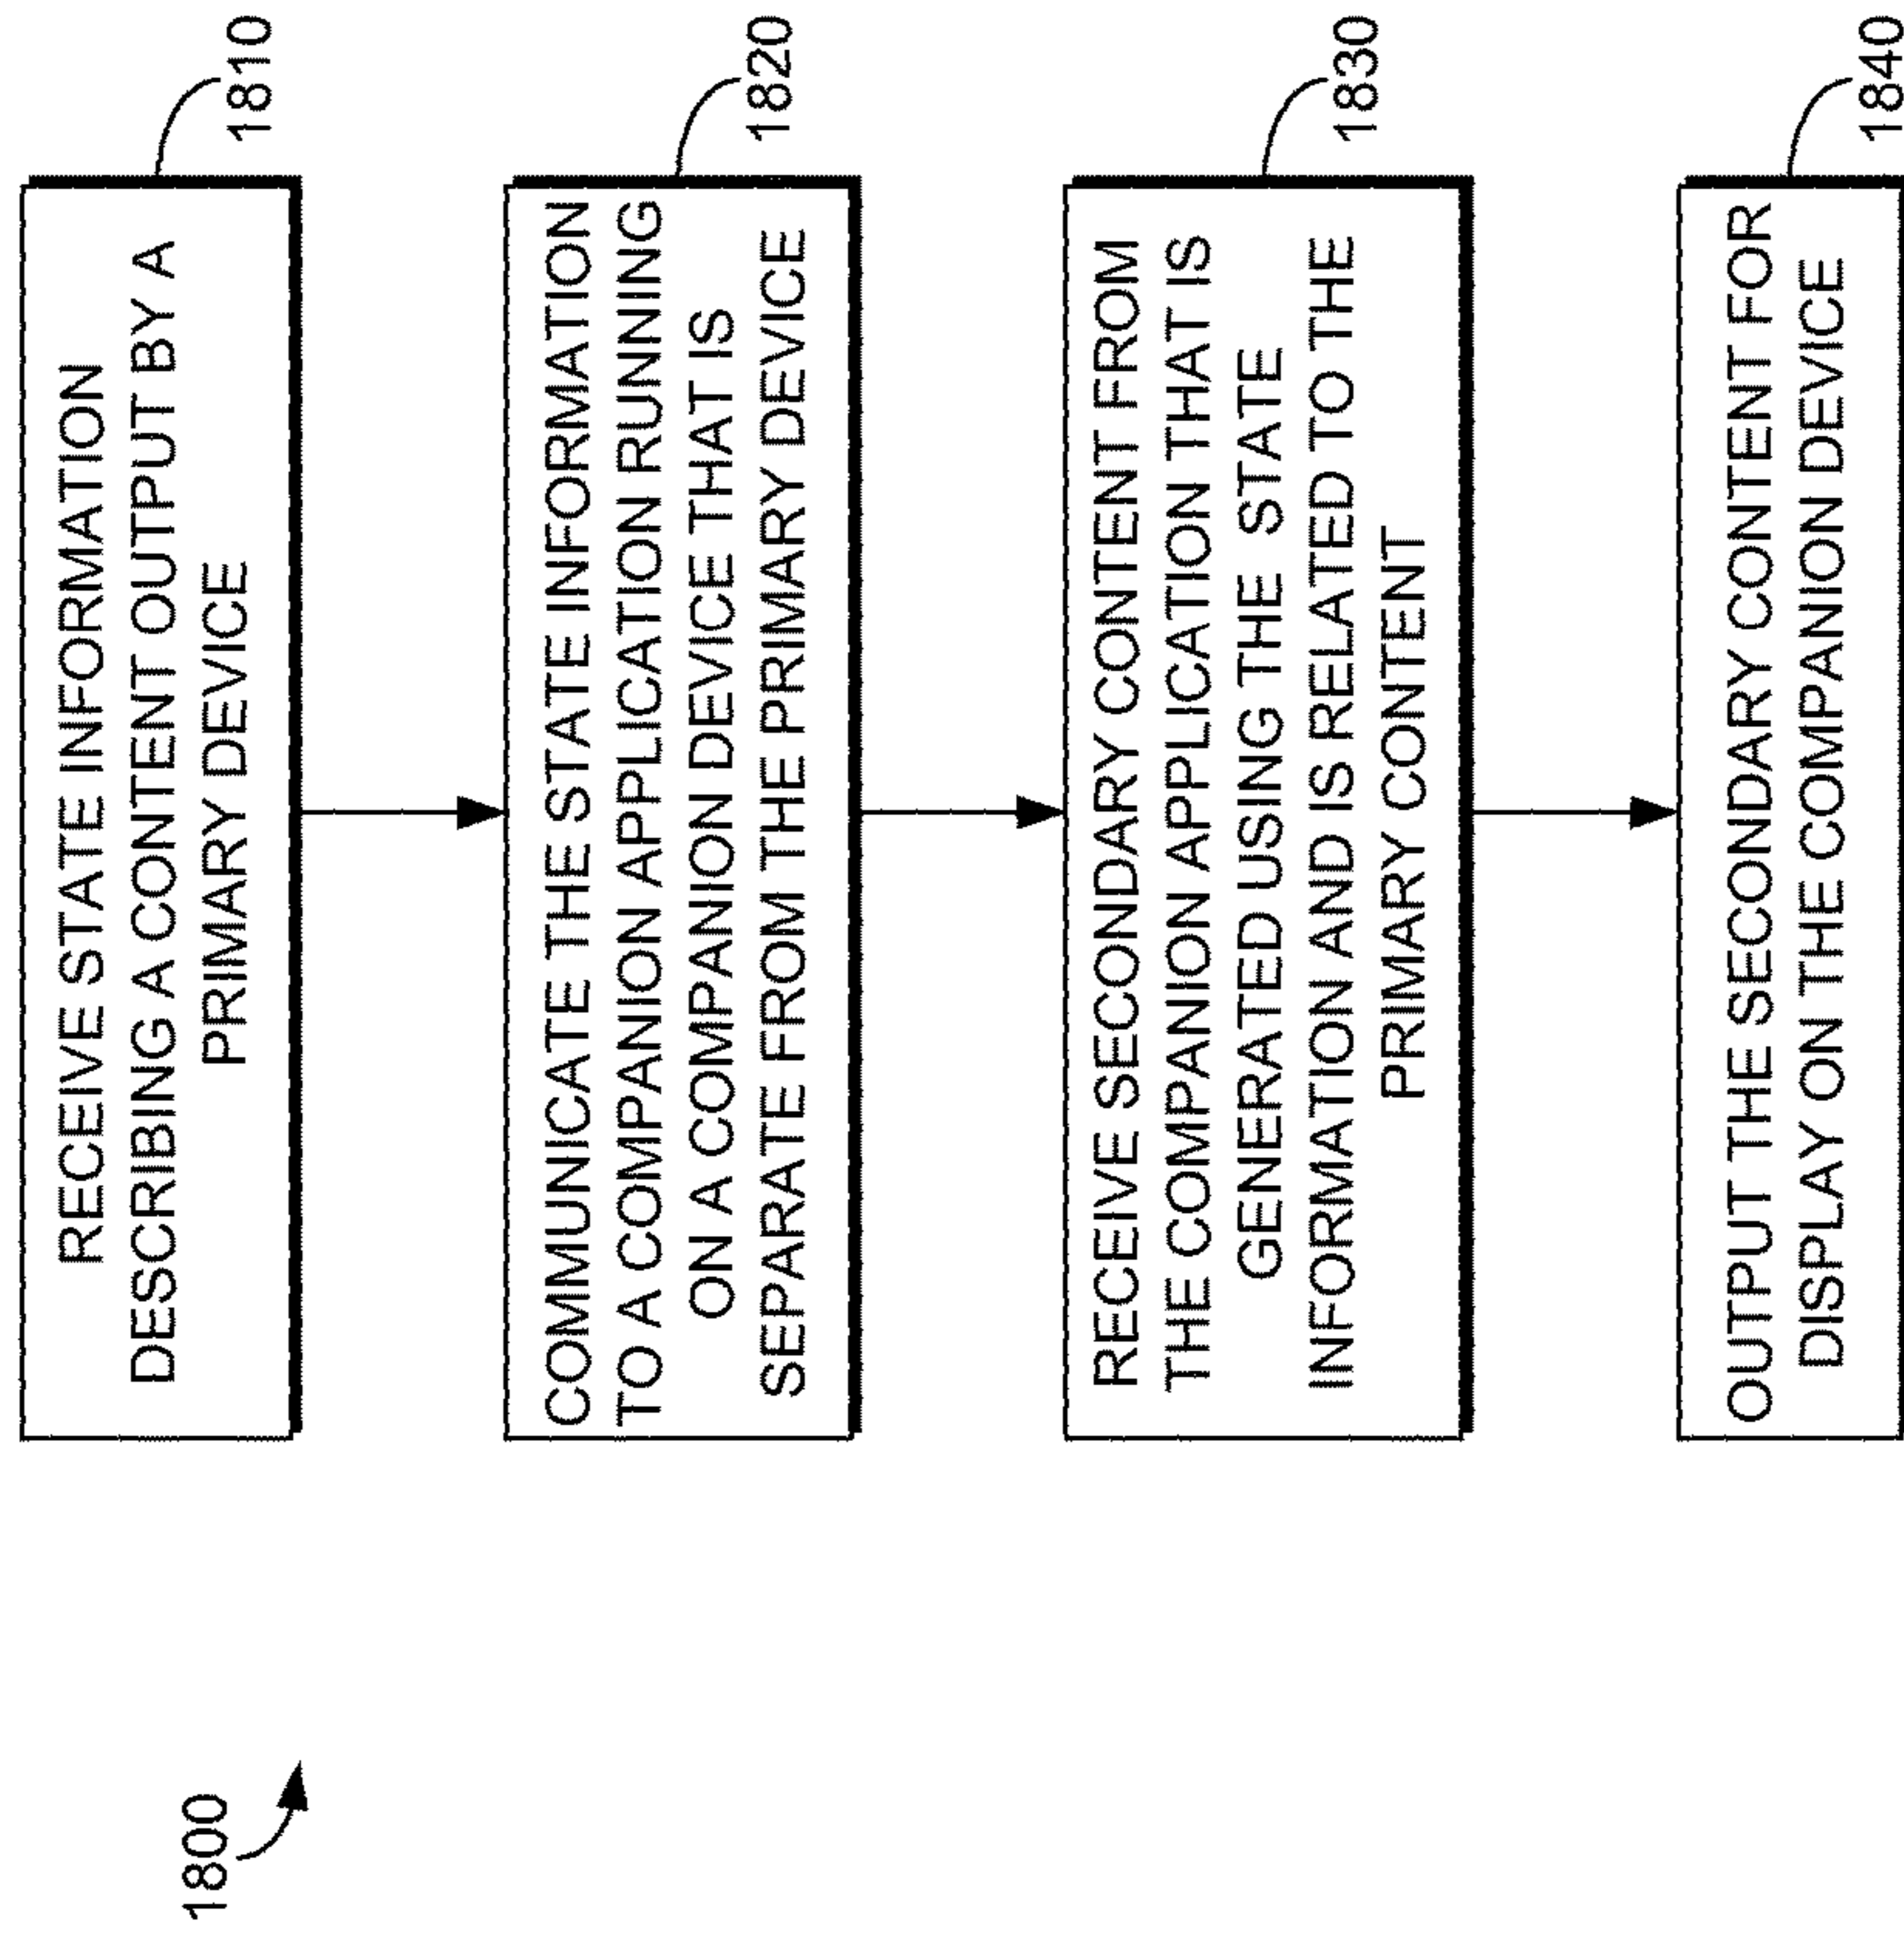 1800
RECEIVE STATE INFORMATION
DESCRIBING A CONTENT OUTPUT BY A
PRIMARY DEVICE
1810
COMMUNICATE THE STATE INFORMATION
TO A COMPANION APPLICATION RUNNING
ON A COMPANION DEVICE THAT IS
SEPARATE FROM THE PRIMARY DEVICE
1820
RECEIVE SECONDARY CONTENT FROM
THE COMPANION APPLICATION THAT IS
GENERATED USING THE STATE
INFORMATION AND IS RELATED TO THE
PRIMARY CONTENT
1830
OUTPUT THE SECONDARY CONTENT FOR
DISPLAY ON THE COMPANION DEVICE
1840